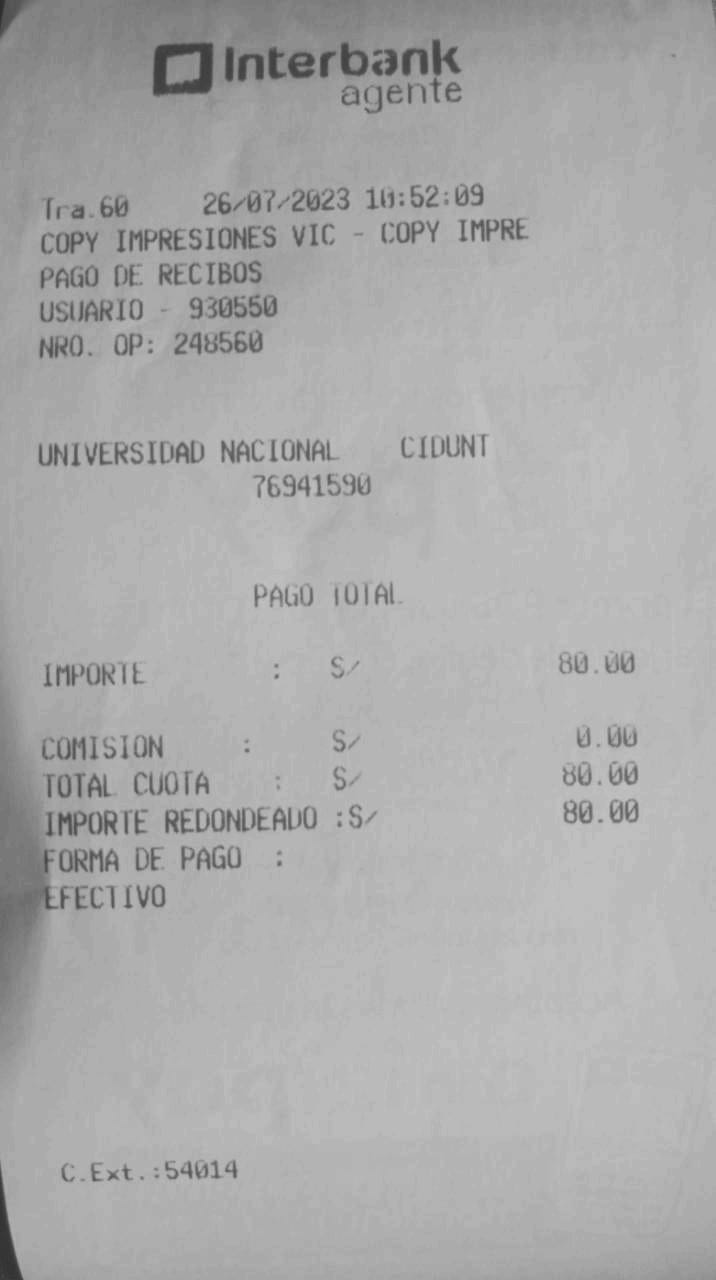 Interbank
agente
Tra.60 26/07/2023 10:52:09
COPY IMPRESIONES VIC - COPY IMPRE
PAGO DE RECIBOS
USUARIO - 930550
NRO. OP: 248560
UNIVERSIDAD NACIONAL CIDUNT
76941590
PAGO TOTAL
IMPORTE : S/ 80.00
COMISION : S/ 0.00
TOTAL CUOTA : S/ 80.00
IMPORTE REDONDEADO :S/ 80.00
FORMA DE PAGO :
EFECTIVO
C.Ext.:54014